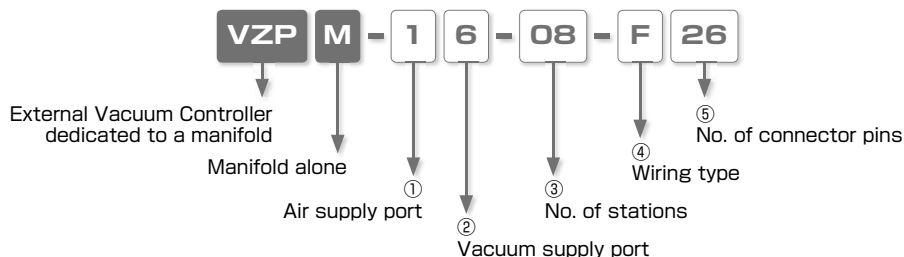 VZP M - 1 6 - 08 - F 26
External Vacuum Controller
dedicated to a manifold
Manifold alone
①
Air supply port
②
Vacuum supply port
③
No. of stations
④
Wiring type
⑤
No. of connector pins